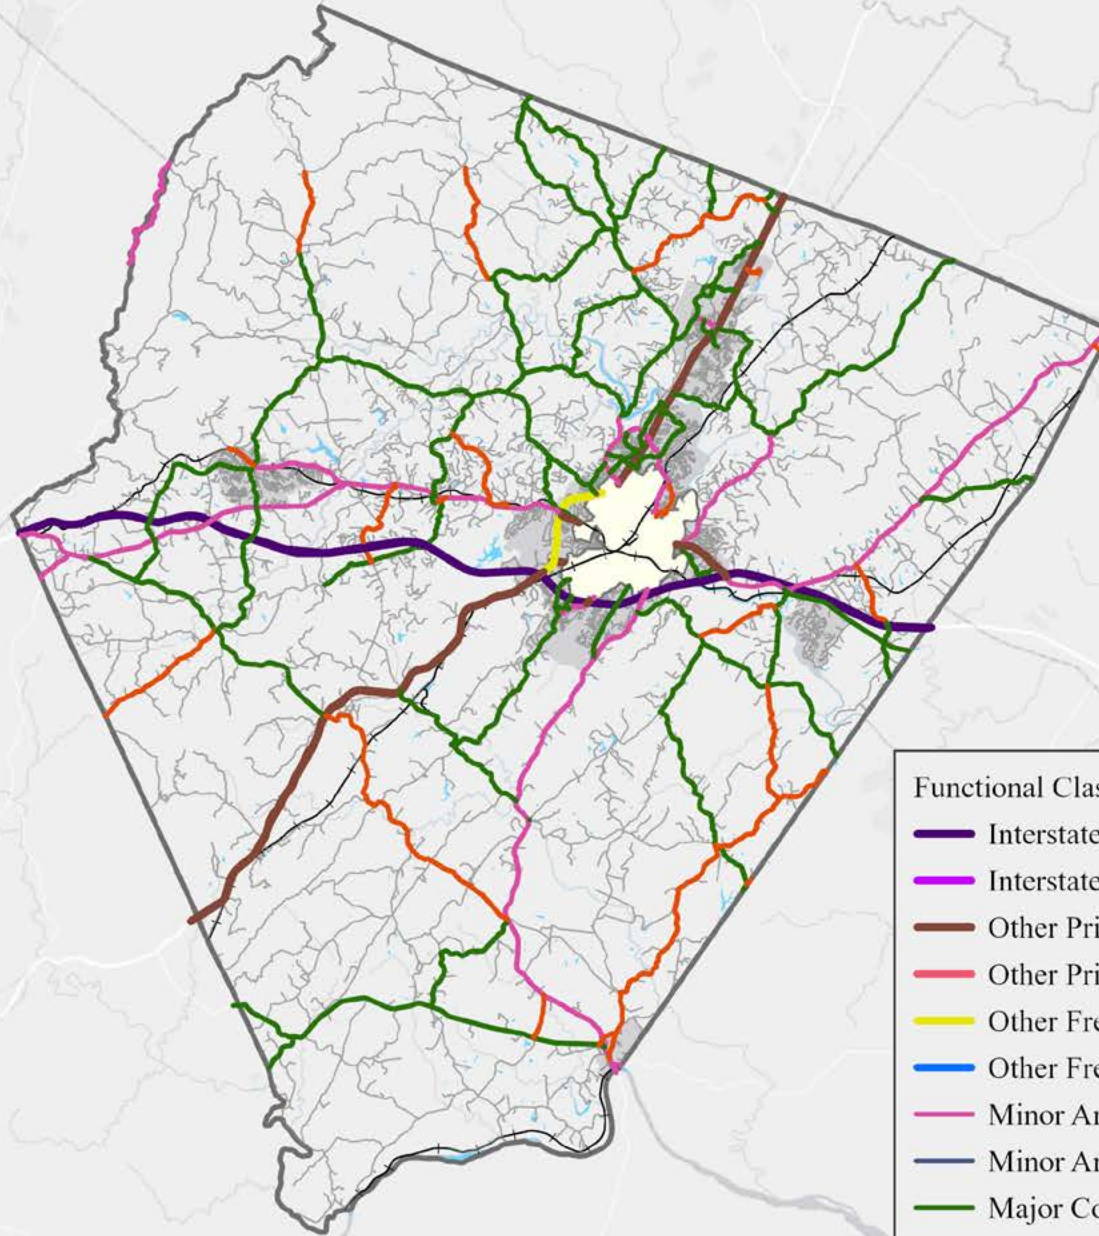 Functional Clas
Interstate
Interstate
Other Pri
Other Pri
Other Fre
Other Fre
Minor Ar
Minor Ar
Major Co